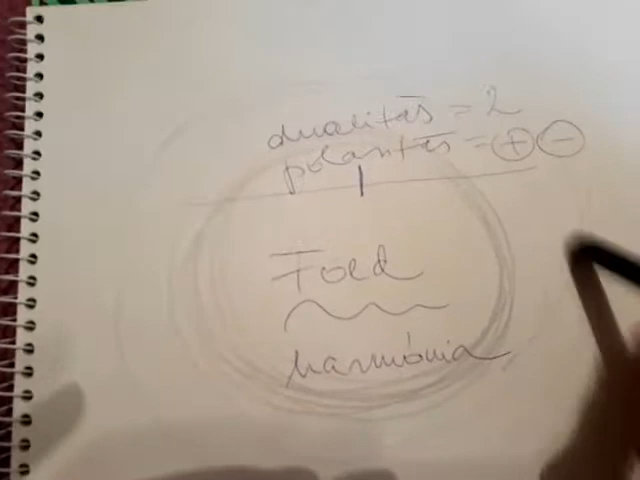 dualitás = 2
polaritás = + -
Föld
harmónia